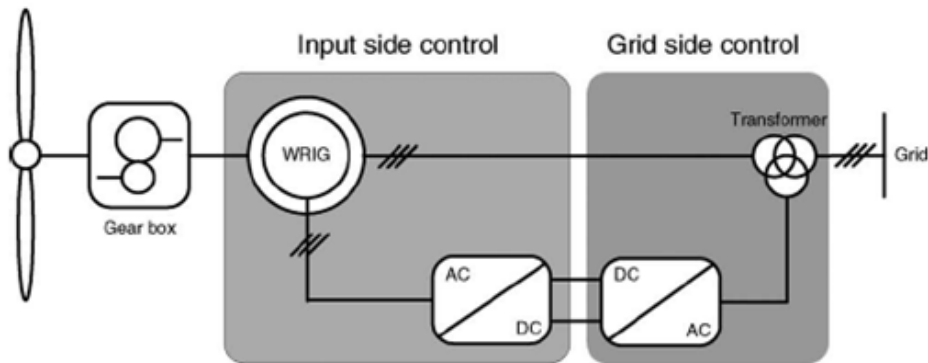 Input side control
Grid side control
Transformer
WRIG
Grid
Gear box
AC
DC
DC
AC